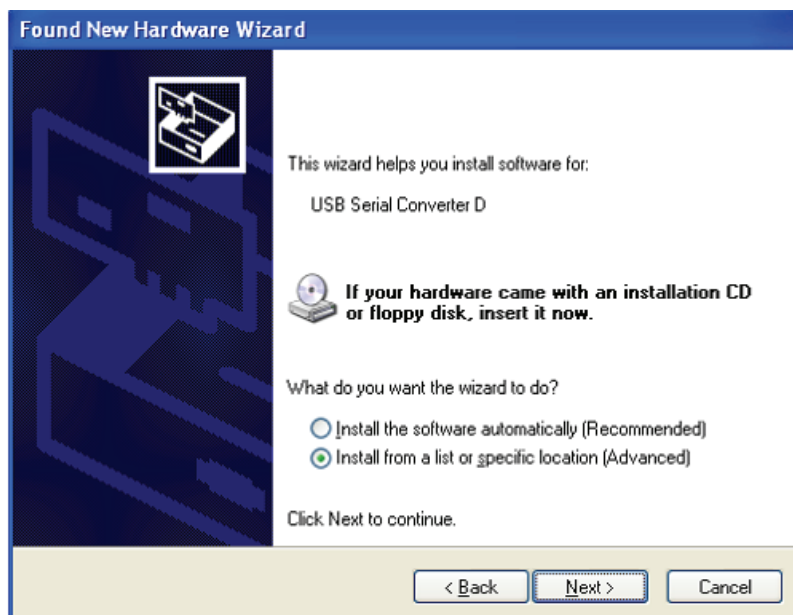 Found New Hardware Wizard
This wizard helps you install software for:
USB Serial Converter D
If your hardware came with an installation CD
or floppy disk, insert it now.
What do you want the wizard to do?
Install the software automatically (Recommended)
Install from a list or specific location (Advanced)
Click Next to continue.
< Back Next > Cancel